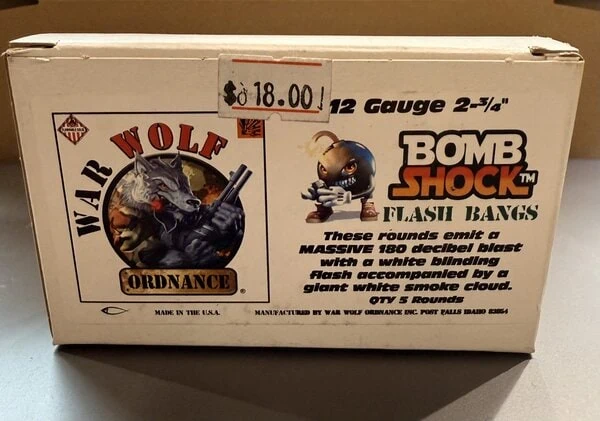 $ 18.00
12 Gauge 2-3/4"
WAR WOLF
ORDNANCE
®
BOMB
SHOCK™
FLASH BANGS
These rounds emit a
MASSIVE 180 decibel blast
with a white blinding
flash accompanied by a
giant white smoke cloud.
QTY 5 Rounds
MADE IN THE U.S.A.
MANUFACTURED BY WAR WOLF ORDNANCE INC. POST FALLS IDAHO 83854